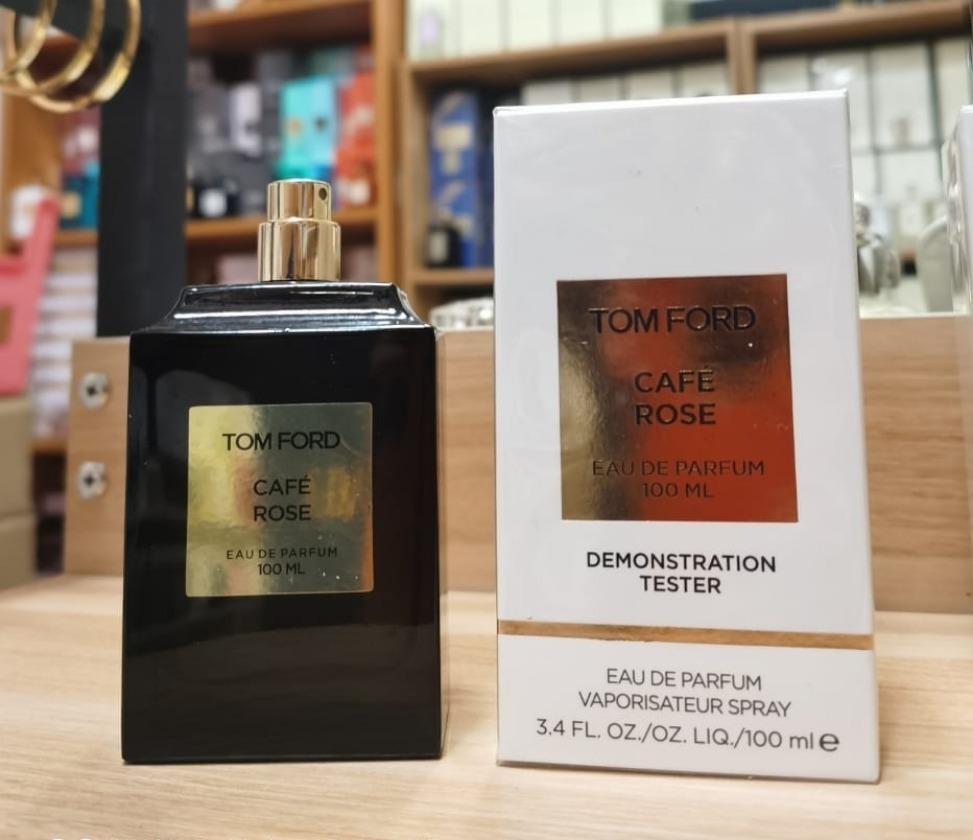 TOM FORD
CAFÉ
ROSE
EAU DE PARFUM
100 ML
TOM FORD
CAFÉ
ROSE
EAU DE PARFUM
100 ML
DEMONSTRATION
TESTER
EAU DE PARFUM
VAPORISATEUR SPRAY
3.4 FL. OZ./OZ. LIQ./100 ml e